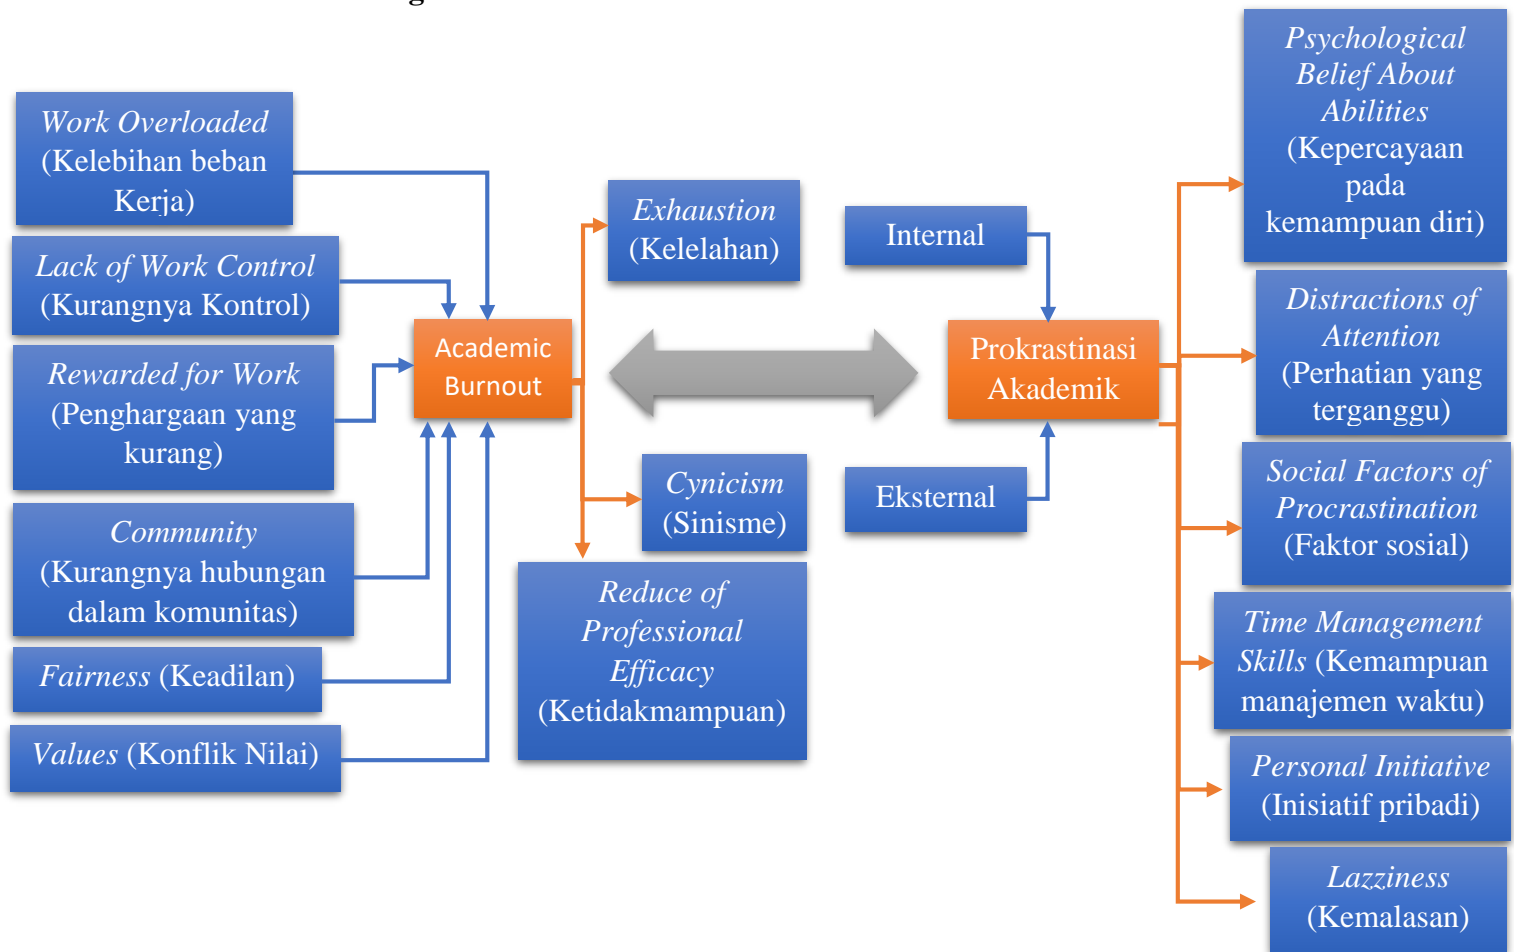 Work Overloaded
(Kelebihan beban
Kerja)
Lack of Work Control
(Kurangnya Kontrol)
Rewarded for Work
(Penghargaan yang
kurang)
Community
(Kurangnya hubungan
dalam komunitas)
Fairness (Keadilan)
Values (Konflik Nilai)
Academic
Burnout
Exhaustion
(Kelelahan)
Cynicism
(Sinisme)
Reduce of
Professional
Efficacy
(Ketidakmampuan)
Internal
Prokrastinasi
Akademik
Eksternal
Psychological
Belief About
Abilities
(Kepercayaan
pada
kemampuan diri)
Distractions of
Attention
(Perhatian yang
terganggu)
Social Factors of
Procrastination
(Faktor sosial)
Time Management
Skills (Kemampuan
manajemen waktu)
Personal Initiative
(Inisiatif pribadi)
Lazziness
(Kemalasan)